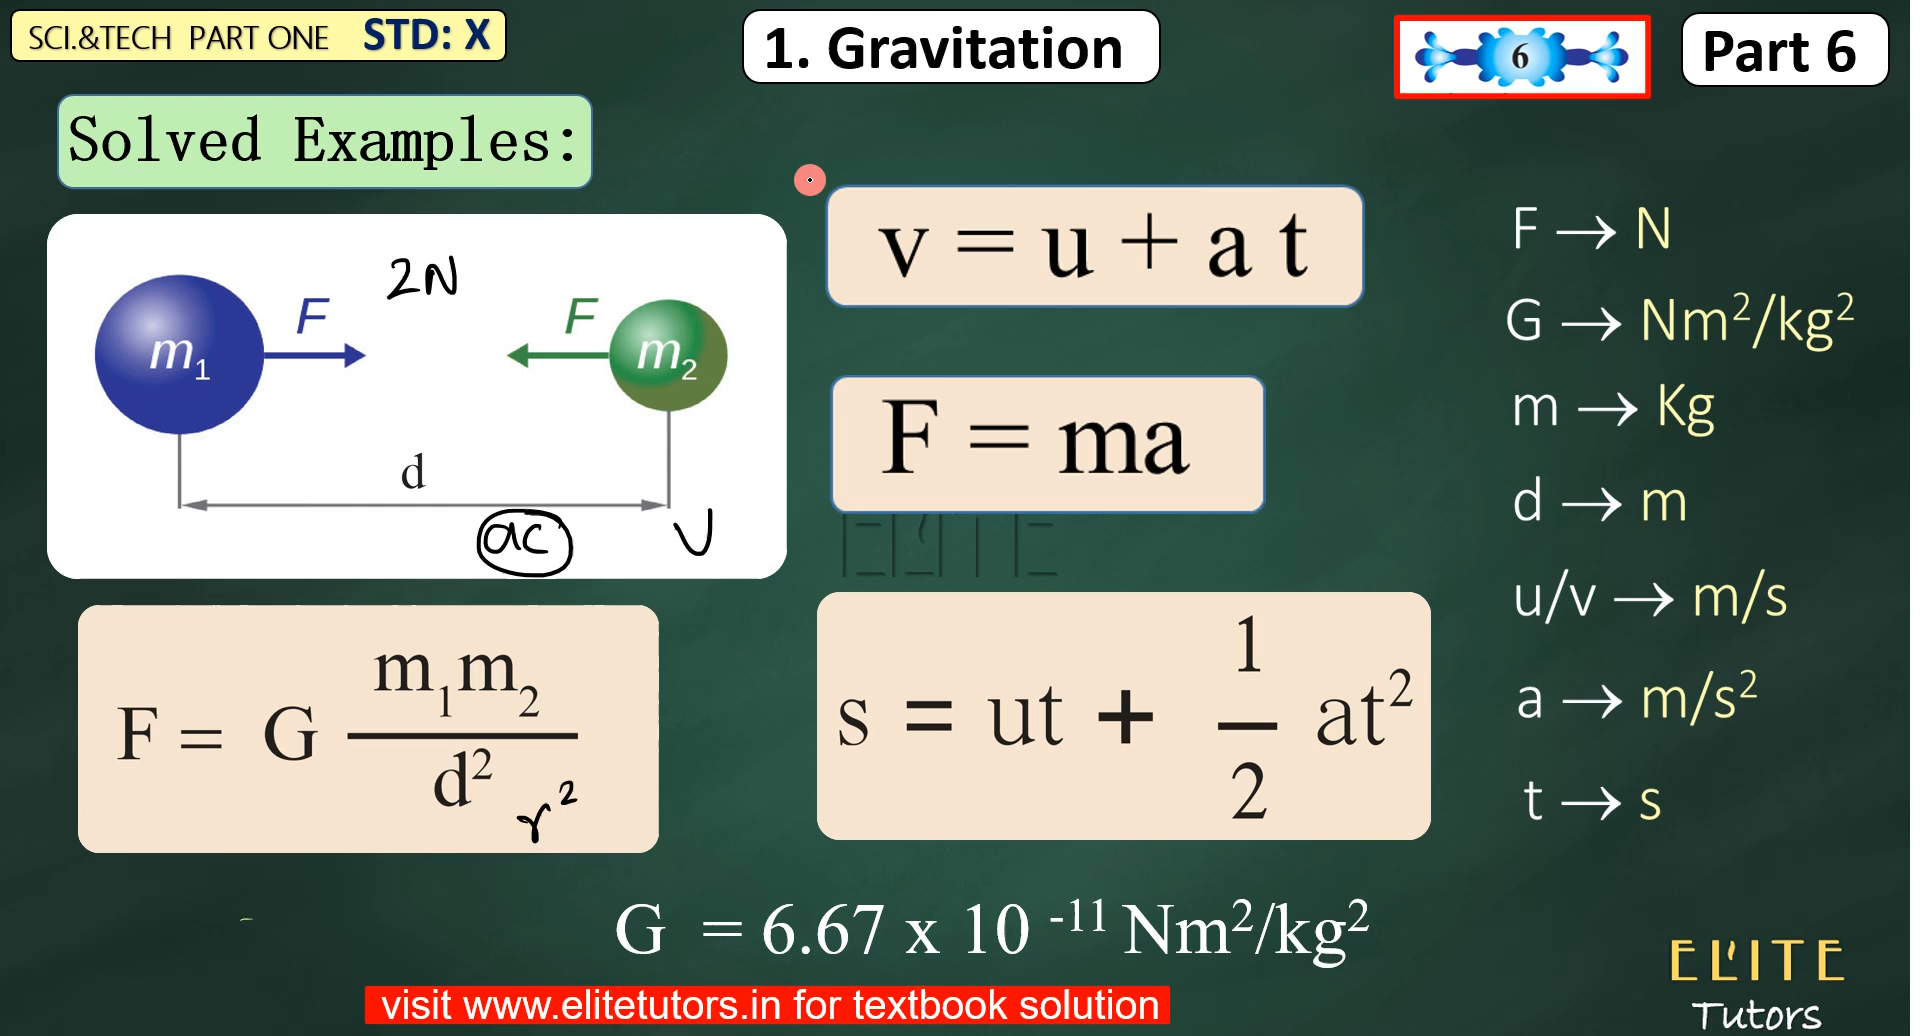 SCI.&TECH PART ONE STD: X
1. Gravitation
6
Part 6
Solved Examples:
2N
F
F
m₁
m₂
d
ac
v
v = u + a t
F = ma
F = G m₁m₂ / d²
r²
s = ut + 1/2 at²
F → N
G → Nm²/kg²
m → Kg
d → m
u/v → m/s
a → m/s²
t → s
ELITE
G = 6.67 x 10 ⁻¹¹ Nm²/kg²
visit www.elitetutors.in for textbook solution
ELITE
Tutors